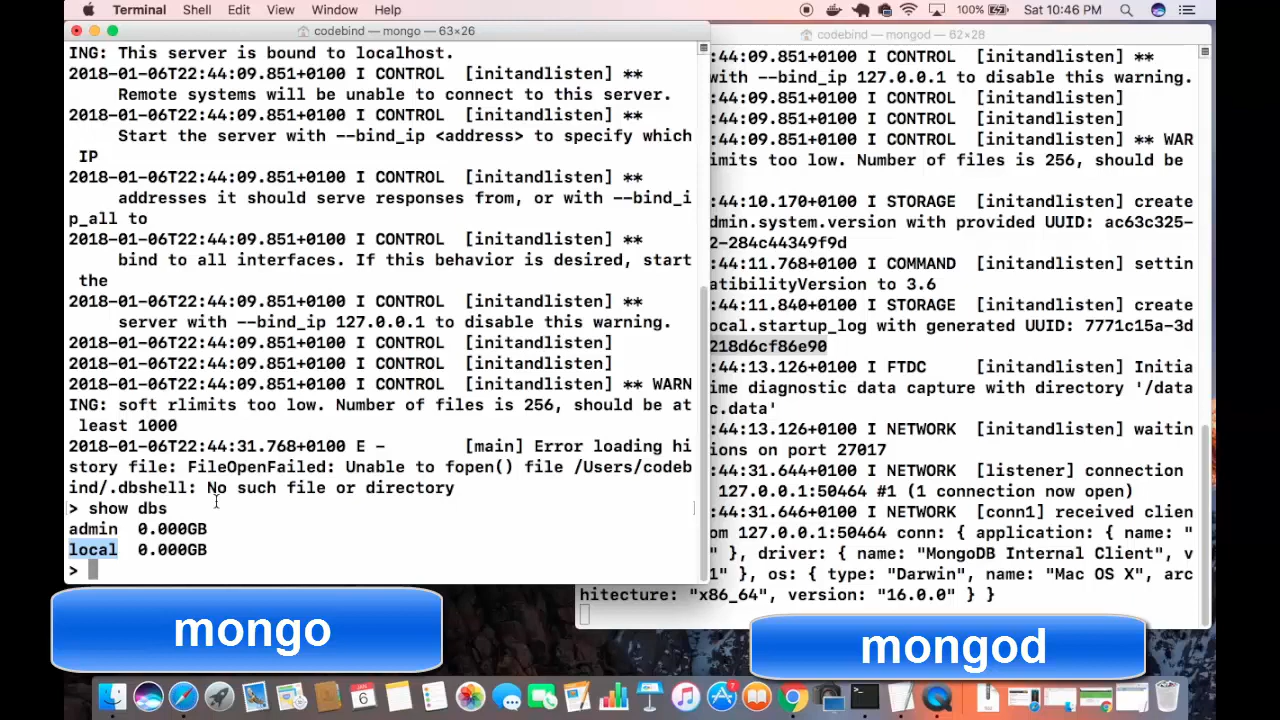 Terminal Shell Edit View Window Help 100% Sat 10:46 PM
codebind — mongo — 63×26
ING: This server is bound to localhost.
2018-01-06T22:44:09.851+0100 I CONTROL [initandlisten] **
Remote systems will be unable to connect to this server.
2018-01-06T22:44:09.851+0100 I CONTROL [initandlisten] **
Start the server with --bind_ip <address> to specify which
IP
2018-01-06T22:44:09.851+0100 I CONTROL [initandlisten] **
addresses it should serve responses from, or with --bind_i
p_all to
2018-01-06T22:44:09.851+0100 I CONTROL [initandlisten] **
bind to all interfaces. If this behavior is desired, start
the
2018-01-06T22:44:09.851+0100 I CONTROL [initandlisten] **
server with --bind_ip 127.0.0.1 to disable this warning.
2018-01-06T22:44:09.851+0100 I CONTROL [initandlisten]
2018-01-06T22:44:09.851+0100 I CONTROL [initandlisten]
2018-01-06T22:44:09.851+0100 I CONTROL [initandlisten] ** WARN
ING: soft rlimits too low. Number of files is 256, should be at
least 1000
2018-01-06T22:44:31.768+0100 E - [main] Error loading hi
story file: FileOpenFailed: Unable to fopen() file /Users/codeb
ind/.dbshell: No such file or directory
> show dbs
admin 0.000GB
local 0.000GB
>
mongo
codebind — mongod — 62×28
:44:09.851+0100 I CONTROL [initandlisten] **
with --bind_ip 127.0.0.1 to disable this warning.
:44:09.851+0100 I CONTROL [initandlisten]
:44:09.851+0100 I CONTROL [initandlisten]
:44:09.851+0100 I CONTROL [initandlisten] ** WAR
imits too low. Number of files is 256, should be
:44:10.170+0100 I STORAGE [initandlisten] create
dmin.system.version with provided UUID: ac63c325-
2-284c44349f9d
:44:11.768+0100 I COMMAND [initandlisten] settin
atibilityVersion to 3.6
:44:11.840+0100 I STORAGE [initandlisten] create
ocal.startup_log with generated UUID: 7771c15a-3d
218d6cf86e90
:44:13.126+0100 I FTDC [initandlisten] Initia
ime diagnostic data capture with directory '/data
c.data'
:44:13.126+0100 I NETWORK [initandlisten] waitin
ions on port 27017
:44:31.644+0100 I NETWORK [listener] connection
127.0.0.1:50464 #1 (1 connection now open)
:44:31.646+0100 I NETWORK [conn1] received clien
om 127.0.0.1:50464 conn: { application: { name: "
" }, driver: { name: "MongoDB Internal Client", v
1" }, os: { type: "Darwin", name: "Mac OS X", arc
hitecture: "x86_64", version: "16.0.0" } }
mongod